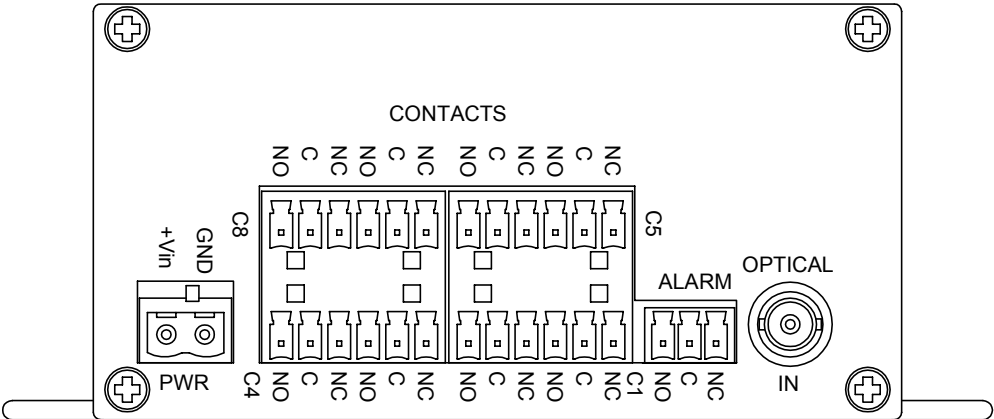 CONTACTS
NO C NC NO C NC NO C NC NO C NC
C8
C5
+Vin
GND
OPTICAL
ALARM
PWR
C4
NO C NC NO C NC NO C NC NO C NC
C1
NO C NC
IN